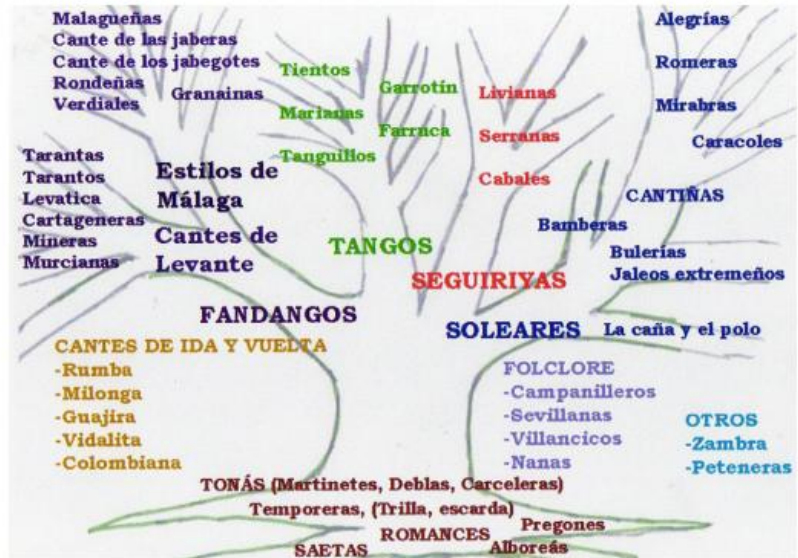 Malagueñas
Cante de las jaberas
Cante de los jabegotes
Rondeñas
Verdiales
Granainas
Tientos
Marianas
Tanguillos
Garrotín
Farruca
Livianas
Serranas
Cabales
Alegrías
Romeras
Mirabras
Caracoles
CANTIÑAS
Tarantas
Tarantos
Levatica
Cartageneras
Mineras
Murcianas
Estilos de
Málaga
Cantes de
Levante
Bamberas
Bulerías
Jaleos extremeños
TANGOS
SEGUIRIYAS
FANDANGOS
SOLEARES
La caña y el polo
CANTES DE IDA Y VUELTA
-Rumba
-Milonga
-Guajira
-Vidalita
-Colombiana
FOLCLORE
-Campanilleros
-Sevillanas
-Villancicos
-Nanas
OTROS
-Zambra
-Peteneras
TONÁS (Martinetes, Deblas, Carceleras)
Temporeras, (Trilla, escarda)
ROMANCES
Pregones
SAETAS
Alboreás